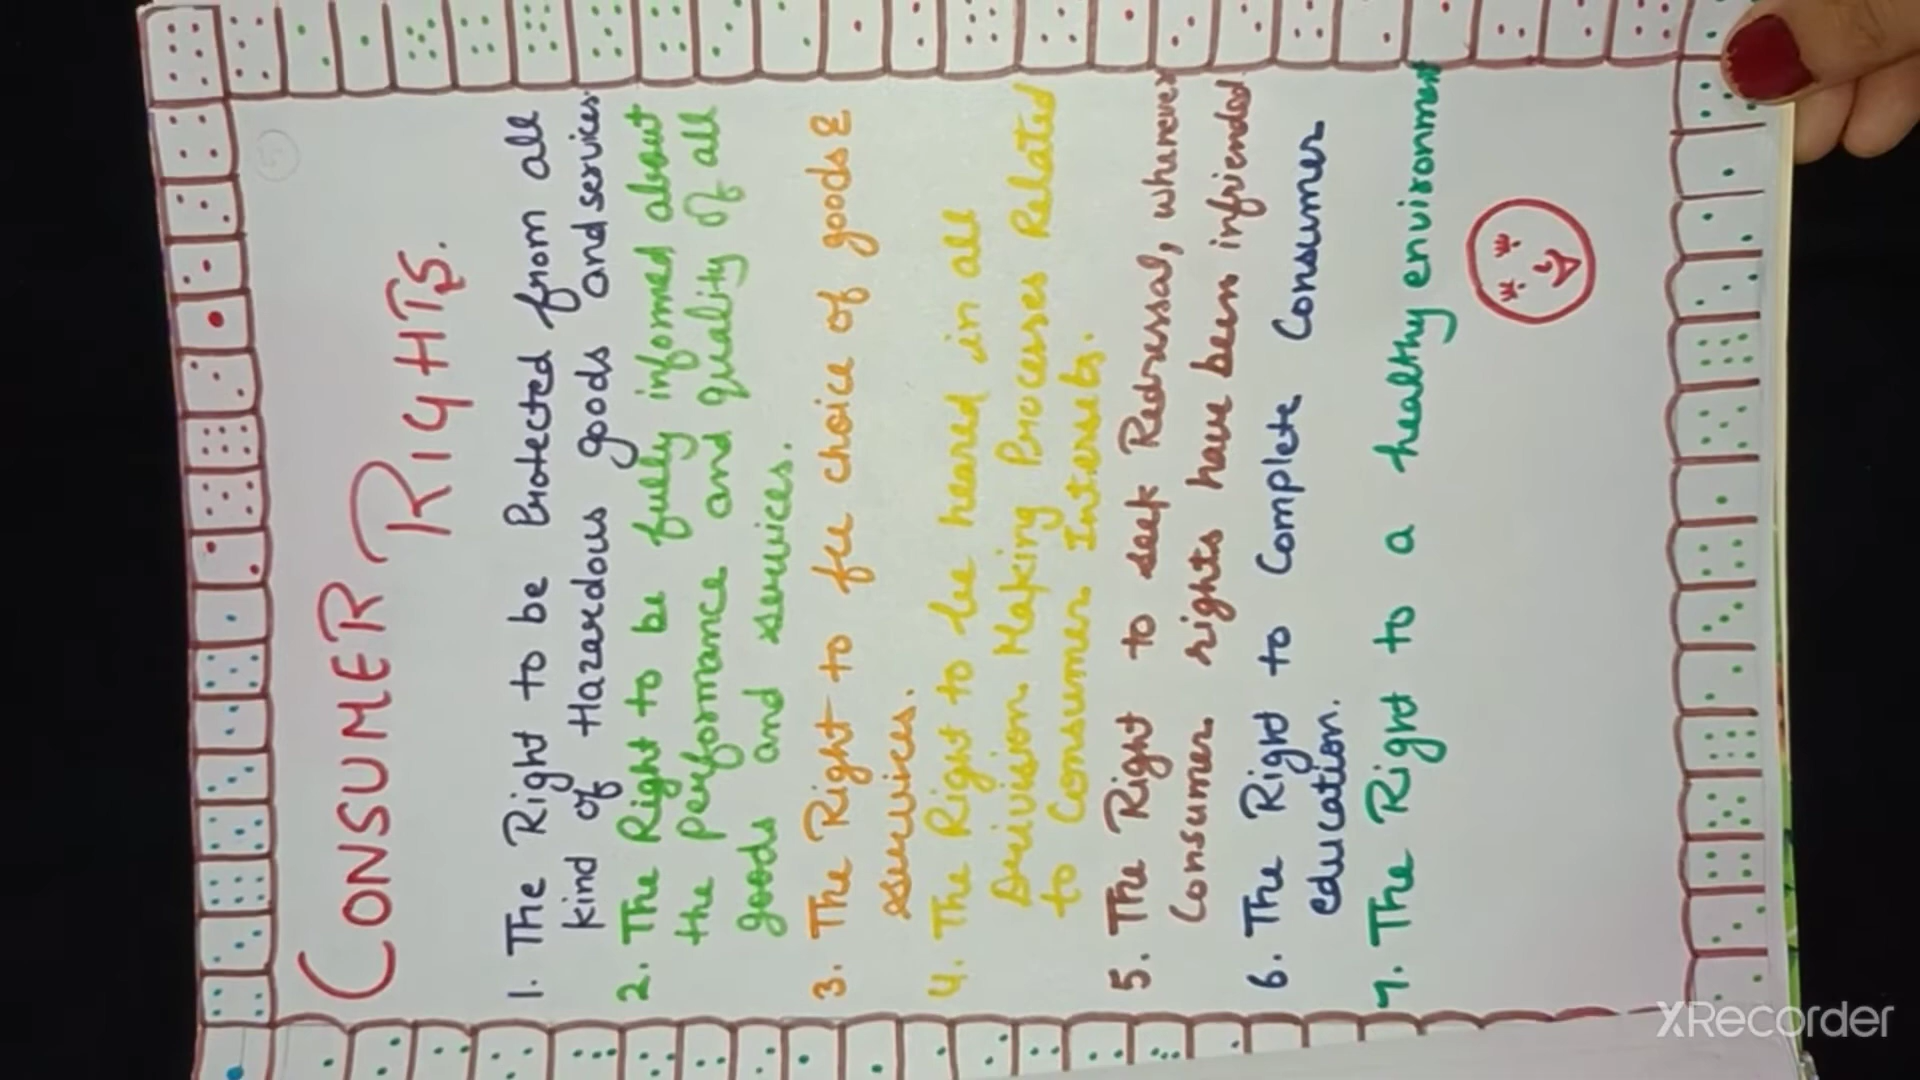 CONSUMER RIGHTS.
1. The Right to be Protected from all
kind of Hazardous goods and services.
2. The Right to be fully informed about
the performance and quality of all
goods and services.
3. The Right to fee choice of goods &
services.
4. The Right to be heared in all
Decivision Making Processes Related
to Consumer Interests.
5. The Right to seek Redressal, whenever
Consumer rights have been infriended
6. The Right to Complete Consumer
education.
7. The Right to a healthy environment
XRecorder